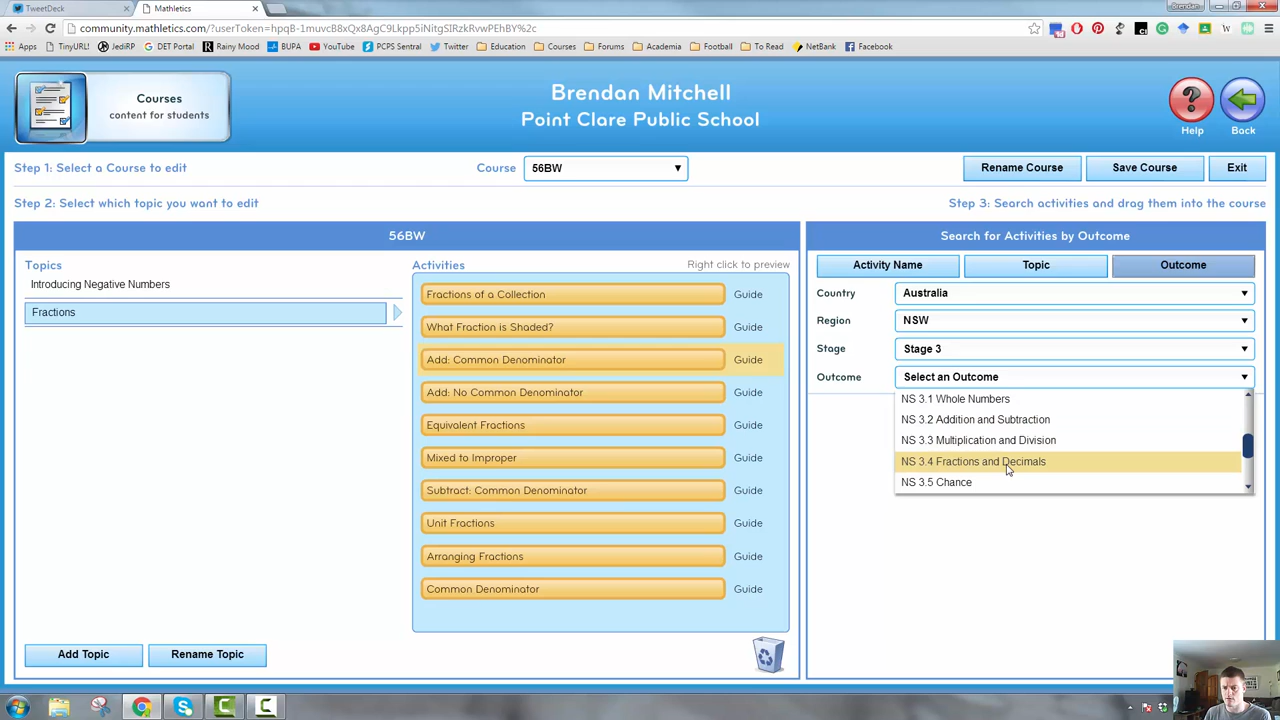 TweetDeck
Mathletics
Brendan
community.mathletics.com/?userToken=hpqB-1muvcB8xQx8AgC9Lkpp5iNitgSIRxfwwPEhBY%2c
Apps TinyURL! JediRP DET Portal Rainy Mood BUPA YouTube PCPS Sentral Twitter Education Courses Forums Academia Football To Read NetBank Facebook
Courses
content for students
Brendan Mitchell
Point Clare Public School
Help
Back
Step 1: Select a Course to edit
Course
56BW
Rename Course
Save Course
Exit
Step 2: Select which topic you want to edit
Step 3: Search activities and drag them into the course
56BW
Topics
Introducing Negative Numbers
Fractions
Activities
Right click to preview
Fractions of a Collection Guide
What Fraction is Shaded? Guide
Add: Common Denominator Guide
Add: No Common Denominator Guide
Equivalent Fractions Guide
Mixed to Improper Guide
Subtract: Common Denominator Guide
Unit Fractions Guide
Arranging Fractions Guide
Common Denominator Guide
Add Topic
Rename Topic
Search for Activities by Outcome
Activity Name
Topic
Outcome
Country Australia
Region NSW
Stage Stage 3
Outcome Select an Outcome
NS 3.1 Whole Numbers
NS 3.2 Addition and Subtraction
NS 3.3 Multiplication and Division
NS 3.4 Fractions and Decimals
NS 3.5 Chance